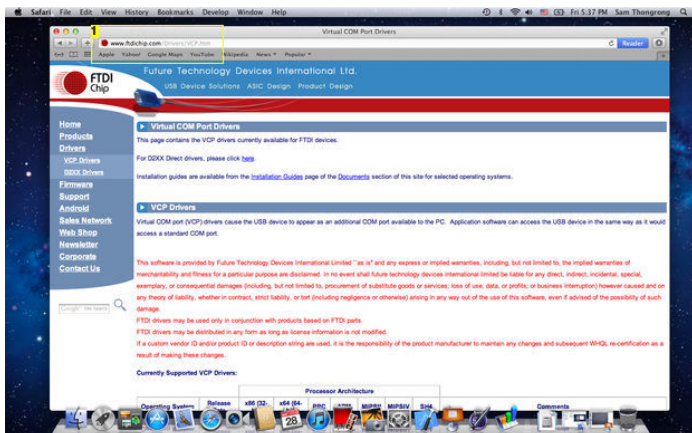 Safari File Edit View History Bookmarks Develop Window Help
Fri 5:37 PM Sam Thongrong
1
Virtual COM Port Drivers
www.ftdichip.com/Drivers/VCP.htm
Reader
Apple Yahoo! Google Maps YouTube Wikipedia News Popular
FTDI
Chip
Future Technology Devices International Ltd.
USB Device Solutions ASIC Design Product Design
Home
Products
Drivers
VCP Drivers
D2XX Drivers
Firmware
Support
Android
Sales Network
Web Shop
Newsletter
Corporate
Contact Us
Google Site Search
Virtual COM Port Drivers
This page contains the VCP drivers currently available for FTDI devices.
For D2XX Direct drivers, please click here.
Installation guides are available from the Installation Guides page of the Documents section of this site for selected operating systems.
VCP Drivers
Virtual COM port (VCP) drivers cause the USB device to appear as an additional COM port available to the PC. Application software can access the USB device in the same way as it would
access a standard COM port.
This software is provided by Future Technology Devices International Limited ``as is'' and any express or implied warranties, including, but not limited to, the implied warranties of
merchantability and fitness for a particular purpose are disclaimed. In no event shall future technology devices international limited be liable for any direct, indirect, incidental, special,
exemplary, or consequential damages (including, but not limited to, procurement of substitute goods or services; loss of use, data, or profits; or business interruption) however caused and on
any theory of liability, whether in contract, strict liability, or tort (including negligence or otherwise) arising in any way out of the use of this software, even if advised of the possibility of such
damage.
FTDI drivers may be used only in conjunction with products based on FTDI parts.
FTDI drivers may be distributed in any form as long as license information is not modified.
If a custom vendor ID and/or product ID or description string are used, it is the responsibility of the product manufacturer to maintain any changes and subsequent WHQL re-certification as a
result of making these changes.
Currently Supported VCP Drivers:
Processor Architecture
Operating System Release x86 (32- x64 (64- PPC ARM MIPSII MIPSIV SH4 Comments
28